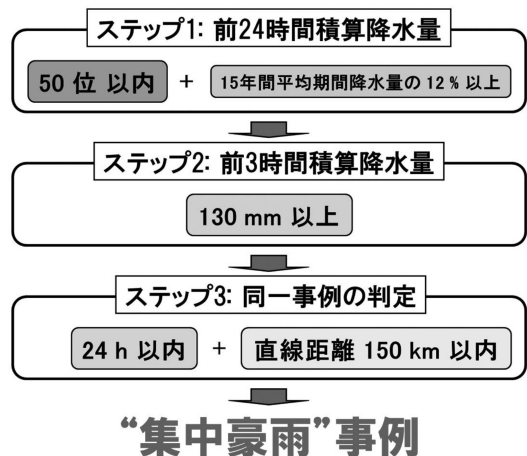 ステップ1: 前24時間積算降水量
50 位 以内 + 15年間平均期間降水量の 12 % 以上
ステップ2: 前3時間積算降水量
130 mm 以上
ステップ3: 同一事例の判定
24 h 以内 + 直線距離 150 km 以内
“集中豪雨”事例